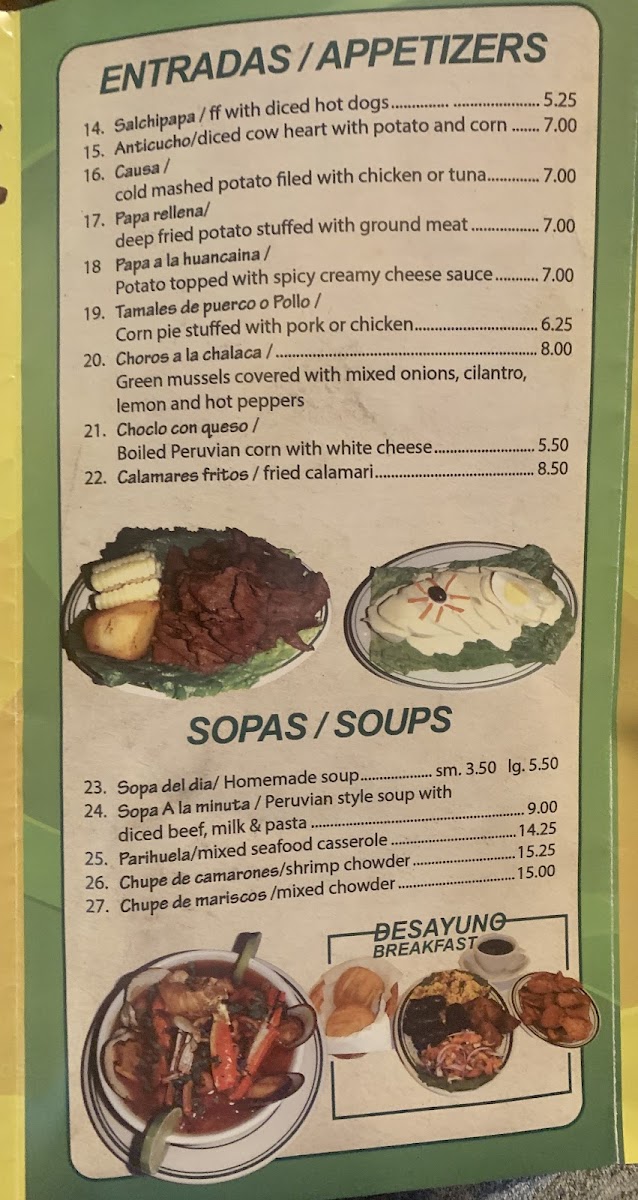 ENTRADAS / APPETIZERS
14. Salchipapa / ff with diced hot dogs.............. ..................... 5.25
15. Anticucho/diced cow heart with potato and corn ....... 7.00
16. Causa /
cold mashed potato filed with chicken or tuna............. 7.00
17. Papa rellena/
deep fried potato stuffed with ground meat ................. 7.00
18 Papa a la huancaina /
Potato topped with spicy creamy cheese sauce........... 7.00
19. Tamales de puerco o Pollo /
Corn pie stuffed with pork or chicken.............................. 6.25
20. Choros a la chalaca / ................................................................ 8.00
Green mussels covered with mixed onions, cilantro,
lemon and hot peppers
21. Choclo con queso /
Boiled Peruvian corn with white cheese......................... 5.50
22. Calamares fritos / fried calamari....................................... 8.50
SOPAS / SOUPS
23. Sopa del dia/ Homemade soup.................... sm. 3.50 lg. 5.50
24. Sopa A la minuta / Peruvian style soup with
diced beef, milk & pasta ..................................................... 9.00
25. Parihuela/mixed seafood casserole ............................... 14.25
26. Chupe de camarones/shrimp chowder .......................... 15.25
27. Chupe de mariscos /mixed chowder ............................. 15.00
DESAYUNO
BREAKFAST